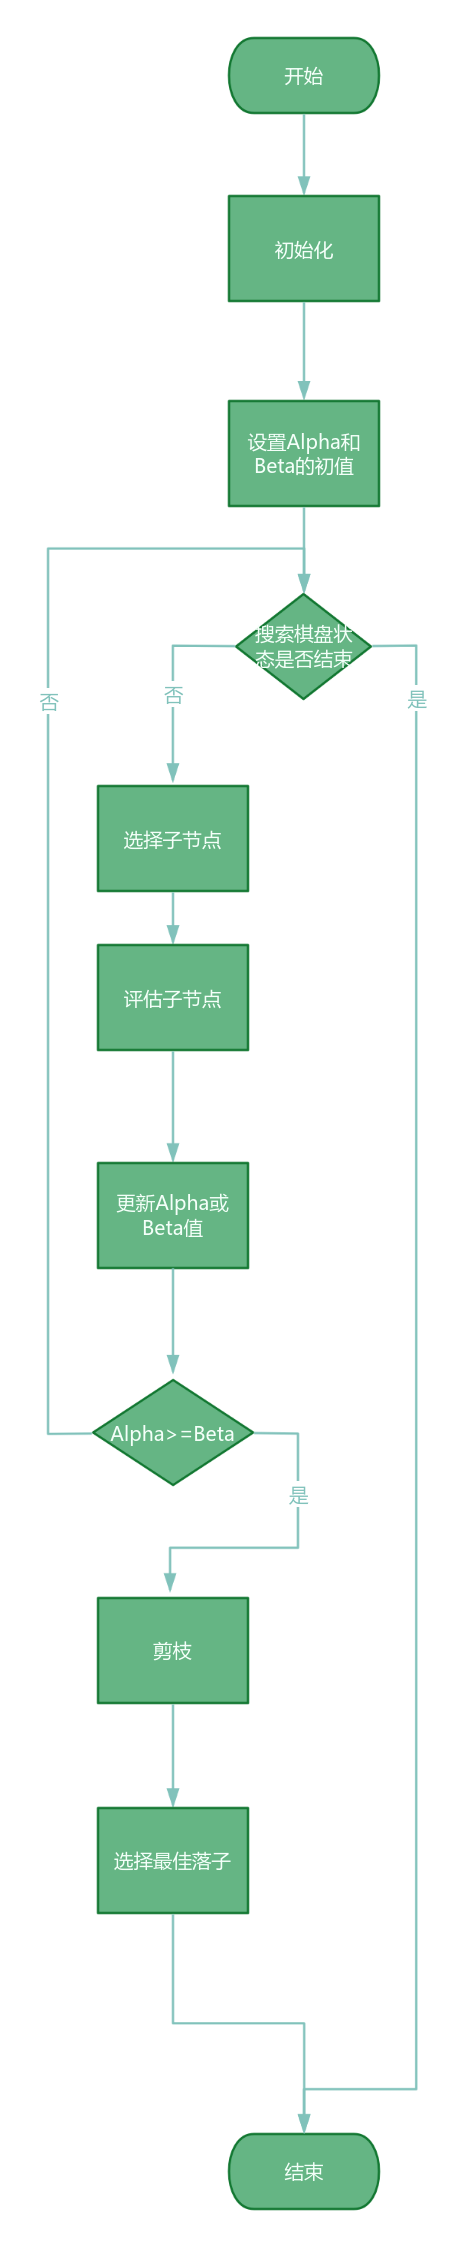 开始
初始化
设置Alpha和
Beta的初值
搜索棋盘状
态是否结束
否
否
是
选择子节点
评估子节点
更新Alpha或
Beta值
Alpha>=Beta
是
剪枝
选择最佳落子
结束